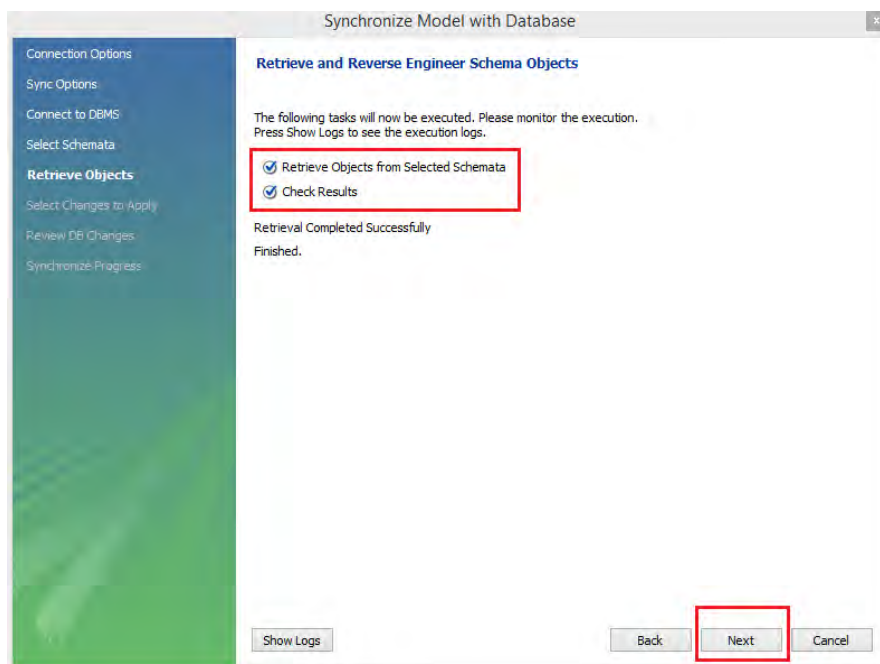 Synchronize Model with Database
x
Connection Options
Sync Options
Connect to DBMS
Select Schemata
Retrieve Objects
Select Changes to Apply
Review DB Changes
Synchronize Progress
Retrieve and Reverse Engineer Schema Objects
The following tasks will now be executed. Please monitor the execution.
Press Show Logs to see the execution logs.
Retrieve Objects from Selected Schemata
Check Results
Retrieval Completed Successfully
Finished.
Show Logs
Back
Next
Cancel